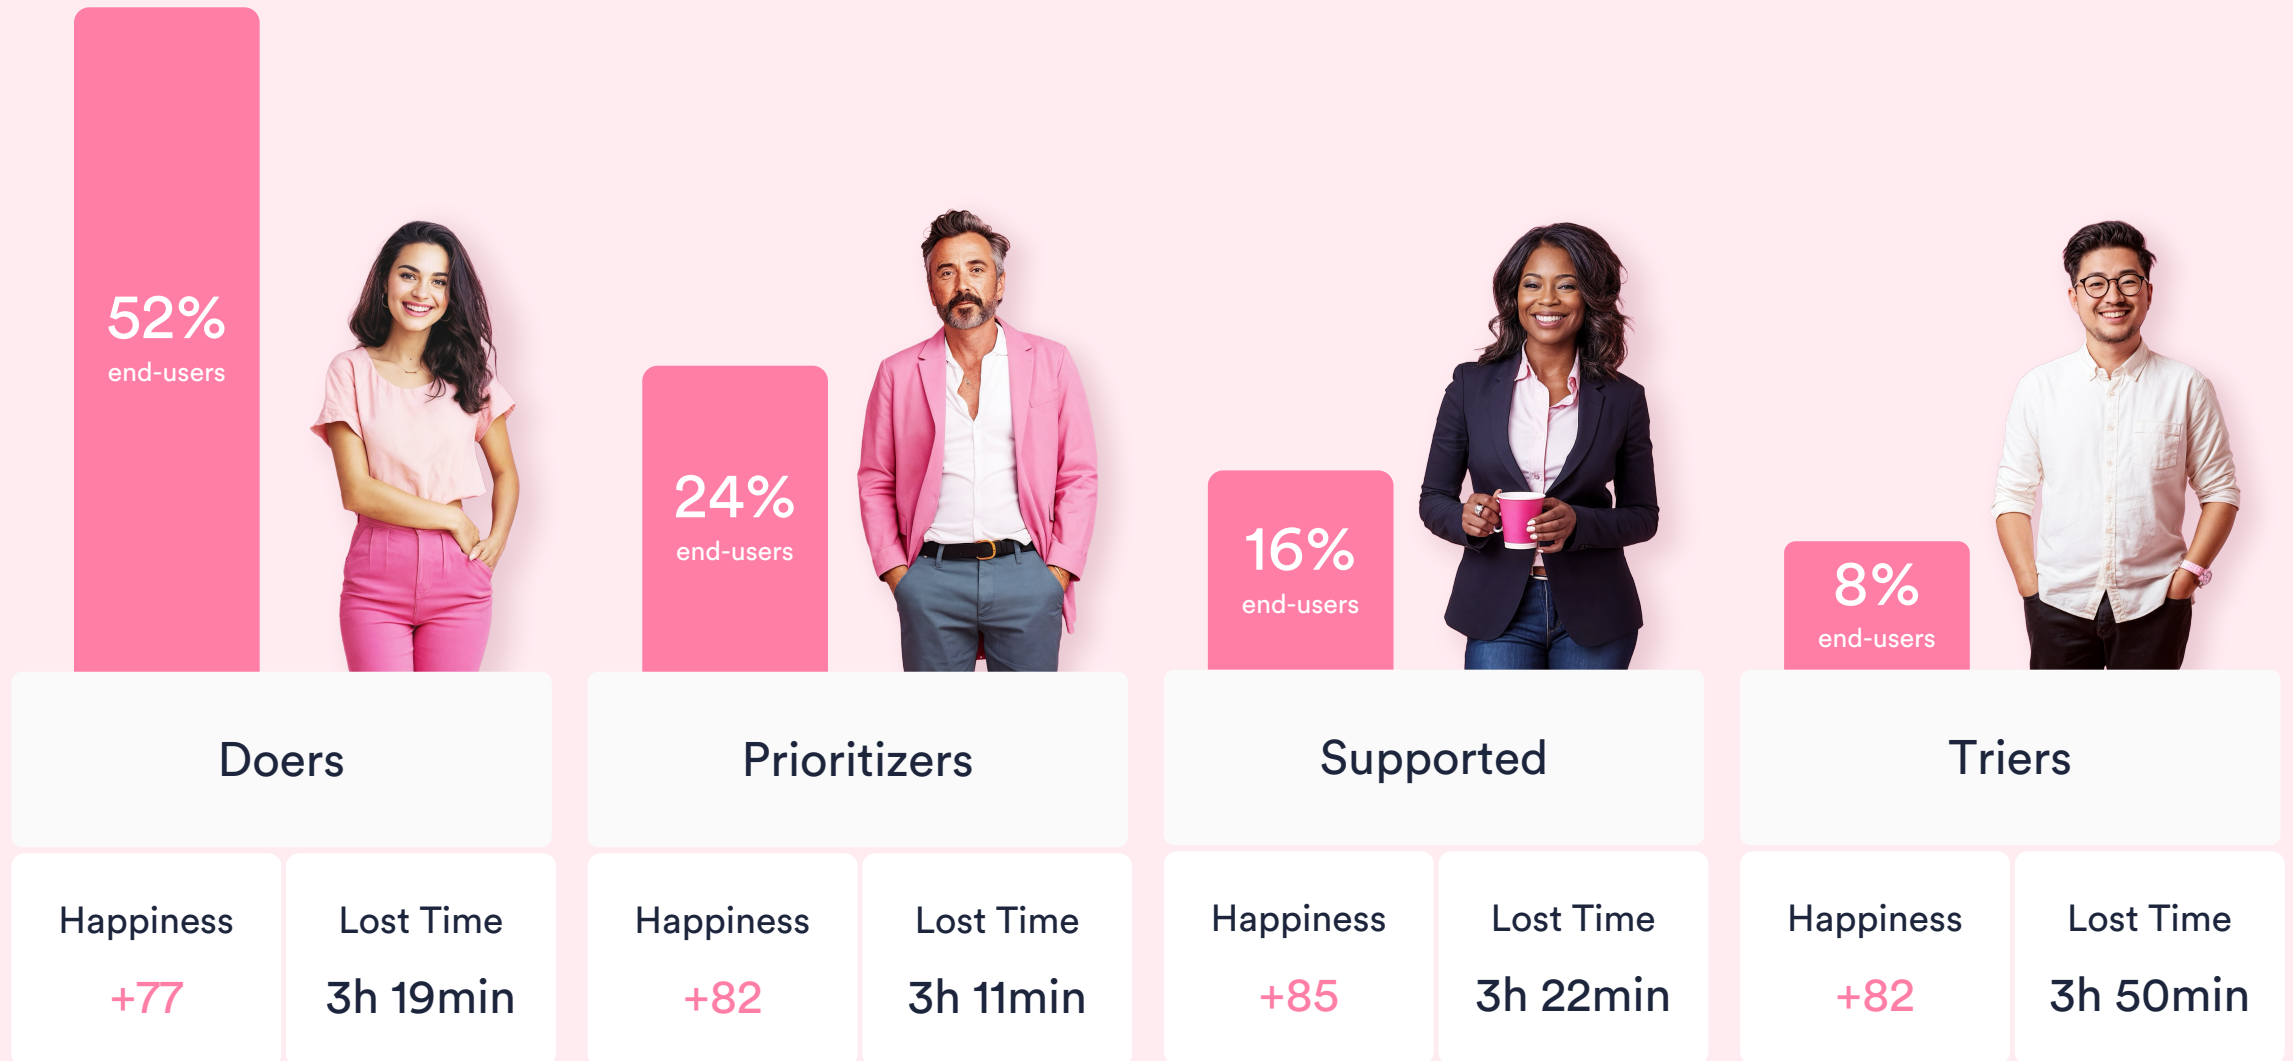 52%
end-users
24%
end-users
16%
end-users
8%
end-users
Doers
Prioritizers
Supported
Triers
Happiness
+77
Lost Time
3h 19min
Happiness
+82
Lost Time
3h 11min
Happiness
+85
Lost Time
3h 22min
Happiness
+82
Lost Time
3h 50min